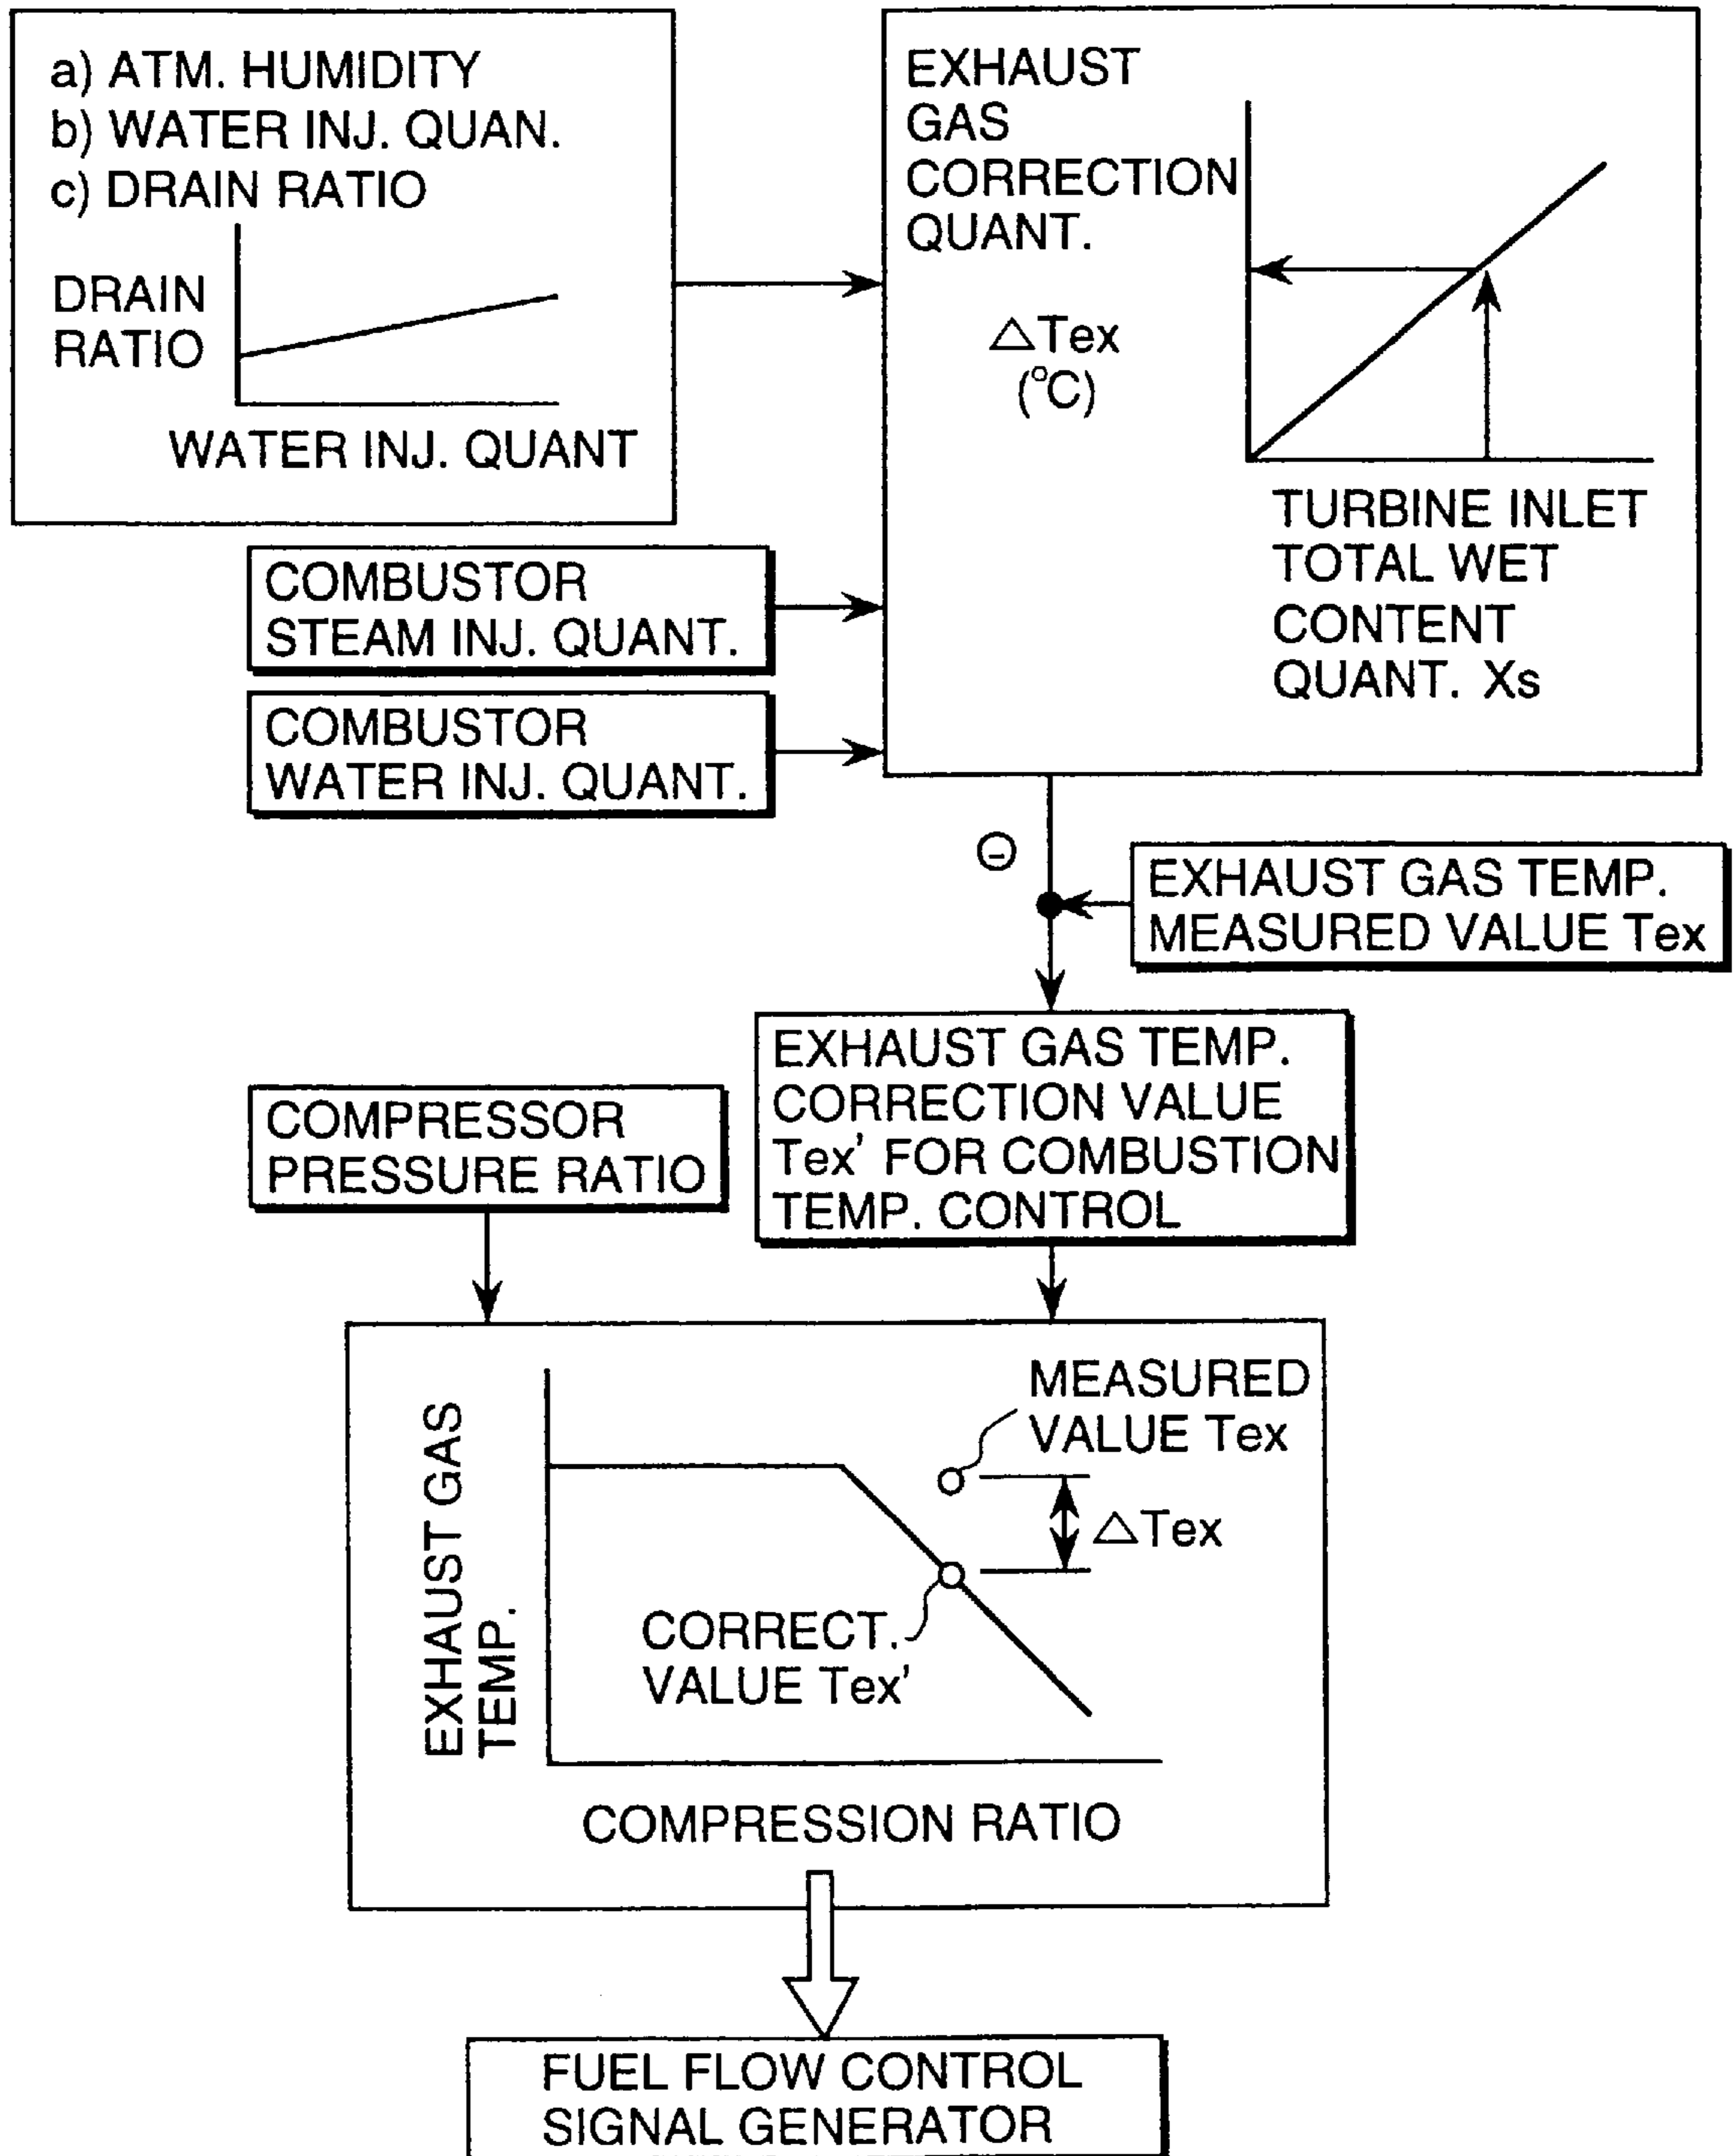 a) ATM. HUMIDITY
b) WATER INJ. QUAN.
c) DRAIN RATIO
DRAIN
RATIO
WATER INJ. QUANT
EXHAUST
GAS
CORRECTION
QUANT.
△Tex
(°C)
TURBINE INLET
TOTAL WET
CONTENT
QUANT. Xs
COMBUSTOR
STEAM INJ. QUANT.
COMBUSTOR
WATER INJ. QUANT.
⊖
EXHAUST GAS TEMP.
MEASURED VALUE Tex
EXHAUST GAS TEMP.
CORRECTION VALUE
Tex' FOR COMBUSTION
TEMP. CONTROL
COMPRESSOR
PRESSURE RATIO
EXHAUST GAS
TEMP.
MEASURED
VALUE Tex
△Tex
CORRECT.
VALUE Tex'
COMPRESSION RATIO
FUEL FLOW CONTROL
SIGNAL GENERATOR